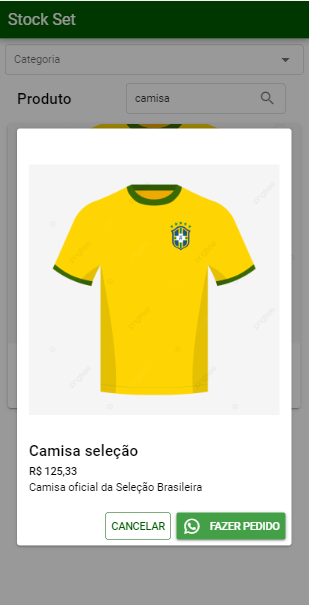 Stock Set
Categoria
Produto
camisa
Camisa seleção
R$ 125,33
Camisa oficial da Seleção Brasileira
CANCELAR
FAZER PEDIDO